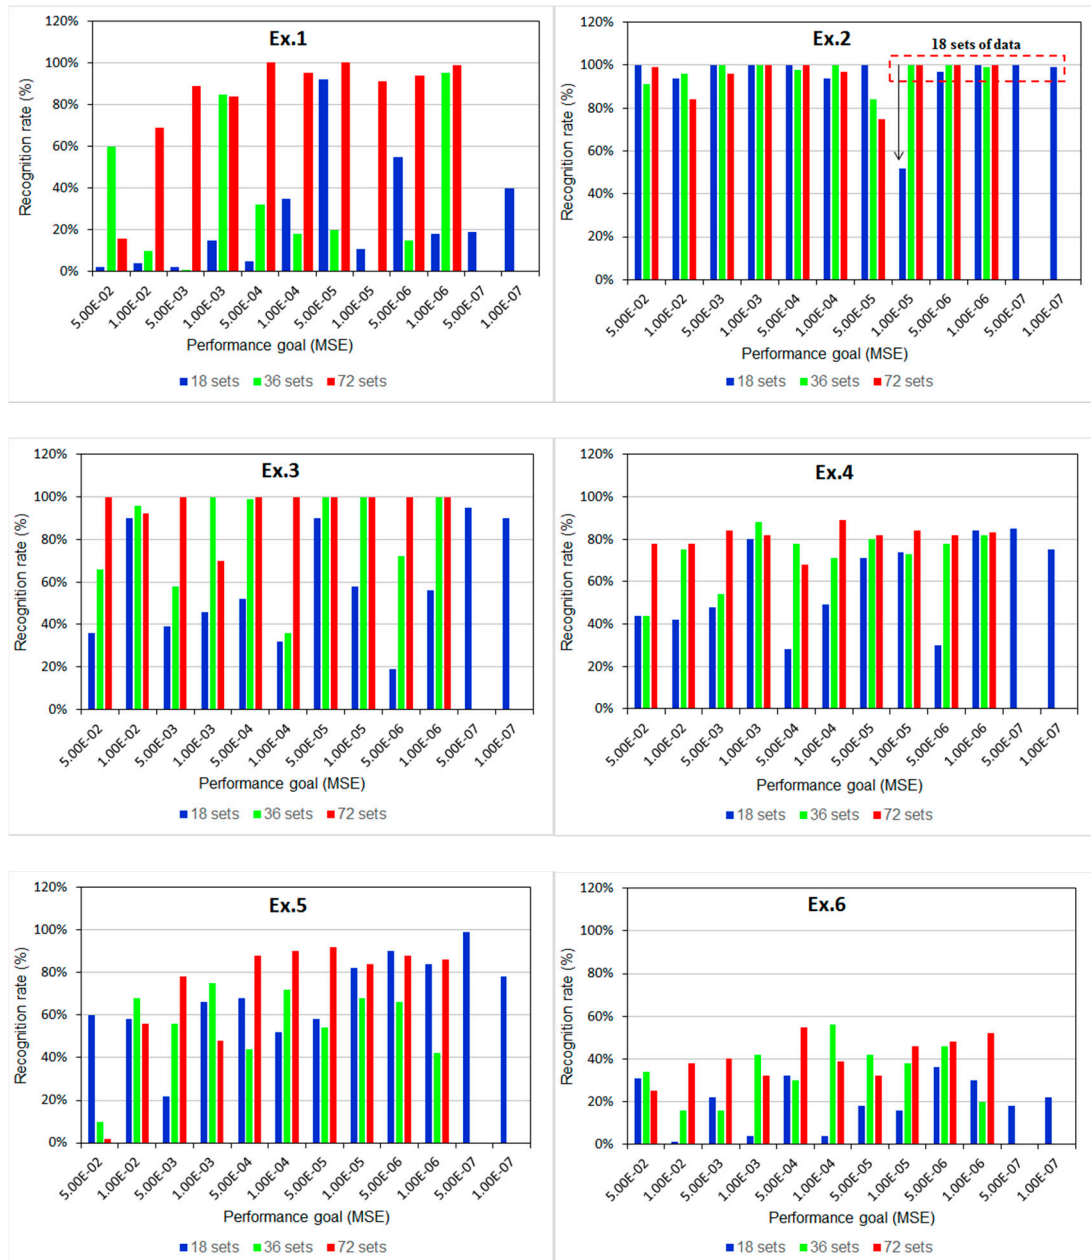 Ex.1
Recognition rate (%)
120%
100%
80%
60%
40%
20%
0%
5.00E-02 1.00E-02 5.00E-03 1.00E-03 5.00E-04 1.00E-04 5.00E-05 1.00E-05 5.00E-06 1.00E-06 5.00E-07 1.00E-07
Performance goal (MSE)
18 sets 36 sets 72 sets
Ex.2
18 sets of data
Recognition rate (%)
120%
100%
80%
60%
40%
20%
0%
5.00E-02 1.00E-02 5.00E-03 1.00E-03 5.00E-04 1.00E-04 5.00E-05 1.00E-05 5.00E-06 1.00E-06 5.00E-07 1.00E-07
Performance goal (MSE)
18 sets 36 sets 72 sets
Ex.3
Recognition rate (%)
120%
100%
80%
60%
40%
20%
0%
5.00E-02 1.00E-02 5.00E-03 1.00E-03 5.00E-04 1.00E-04 5.00E-05 1.00E-05 5.00E-06 1.00E-06 5.00E-07 1.00E-07
Performance goal (MSE)
18 sets 36 sets 72 sets
Ex.4
Recognition rate (%)
120%
100%
80%
60%
40%
20%
0%
5.00E-02 1.00E-02 5.00E-03 1.00E-03 5.00E-04 1.00E-04 5.00E-05 1.00E-05 5.00E-06 1.00E-06 5.00E-07 1.00E-07
Performance goal (MSE)
18 sets 36 sets 72 sets
Ex.5
Recognition rate (%)
120%
100%
80%
60%
40%
20%
0%
5.00E-02 1.00E-02 5.00E-03 1.00E-03 5.00E-04 1.00E-04 5.00E-05 1.00E-05 5.00E-06 1.00E-06 5.00E-07 1.00E-07
Performance goal (MSE)
18 sets 36 sets 72 sets
Ex.6
Recognition rate (%)
120%
100%
80%
60%
40%
20%
0%
5.00E-02 1.00E-02 5.00E-03 1.00E-03 5.00E-04 1.00E-04 5.00E-05 1.00E-05 5.00E-06 1.00E-06 5.00E-07 1.00E-07
Performance goal (MSE)
18 sets 36 sets 72 sets